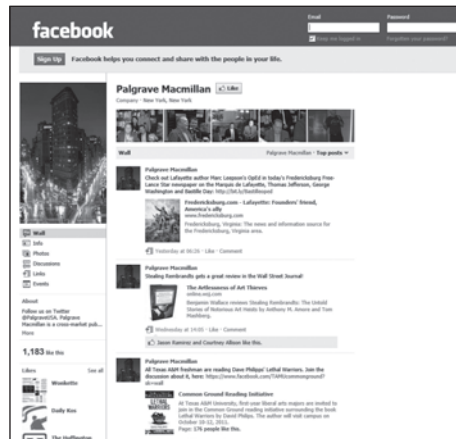 facebook
Email
Password
Keep me logged in
Forgotten your password?
Sign Up
Facebook helps you connect and share with the people in your life.
Palgrave Macmillan
Like
Company · New York, New York
Wall
Palgrave Macmillan · Top posts
Palgrave Macmillan
Check out Lafayette author Marc Leepson's OpEd in today's Fredericksburg Free-
Lance Star newspaper on the Marquis de Lafayette, Thomas Jefferson, George
Washington and Bastille Day:
Fredericksburg.com - Lafayette: Founders' friend,
America's ally
www.fredericksburg.com
Fredericksburg, Virginia: The news and information source for
the Fredericksburg, Virginia area.
Yesterday at 06:20 · Like · Comment
Palgrave Macmillan
Stealing Rembrandts gets a great review in the Wall Street Journal!
The Artlessness of Art Thieves
online.wsj.com
Benjamin Wallace reviews Stealing Rembrandts: The Untold
Stories of Notorious Art Heists by Anthony M. Amore and Tom
Mashberg.
Wednesday at 14:05 · Like · Comment
Jason Ramirez and Courtney Allison like this.
Palgrave Macmillan
All Texas A&M freshman are reading Dave Philipps' Lethal Warriors. Join the
discussion about it, here: https://www.facebook.com/TAMUcommonground?
sk=wall
LETHAL
WARRIORS
Common Ground Reading Initiative
At Texas A&M University, first-year liberal arts majors are invited to
join in the Common Ground reading initiative surrounding the book
Lethal Warriors by David Philips. The author will visit campus on
October 10-12, 2011.
Page: 176 people like this.
Wall
Info
Photos
Discussions
Links
Events
About
Follow us on Twitter
@PalgraveUSA. Palgrave
Macmillan is a cross-market pub...
More
1,183 like this
Likes
See all
Wonkette
Daily Kos
The Huffington